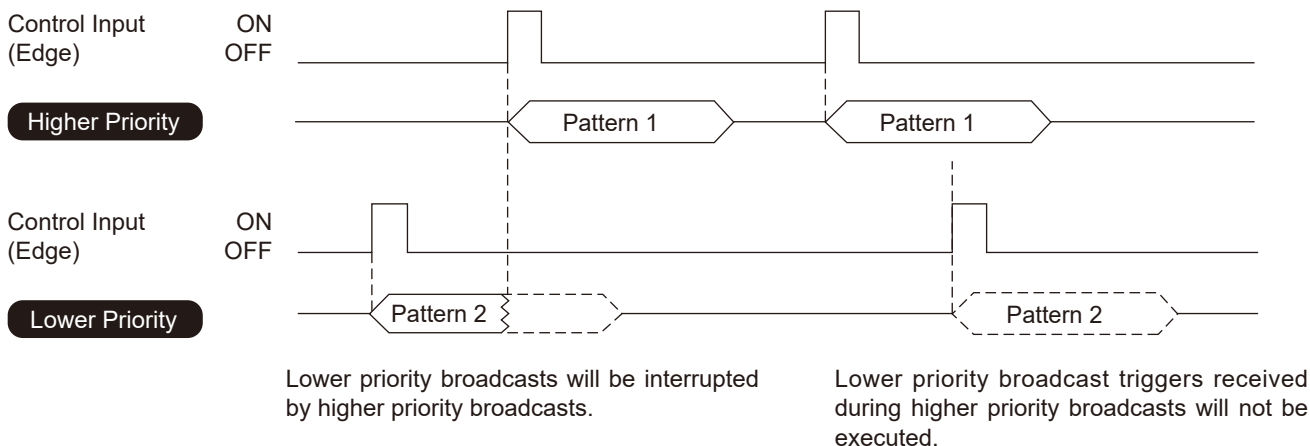 Control Input ON
(Edge) OFF
Higher Priority Pattern 1 Pattern 1
Control Input ON
(Edge) OFF
Lower Priority Pattern 2 Pattern 2
Lower priority broadcasts will be interrupted
by higher priority broadcasts.
Lower priority broadcast triggers received
during higher priority broadcasts will not be
executed.